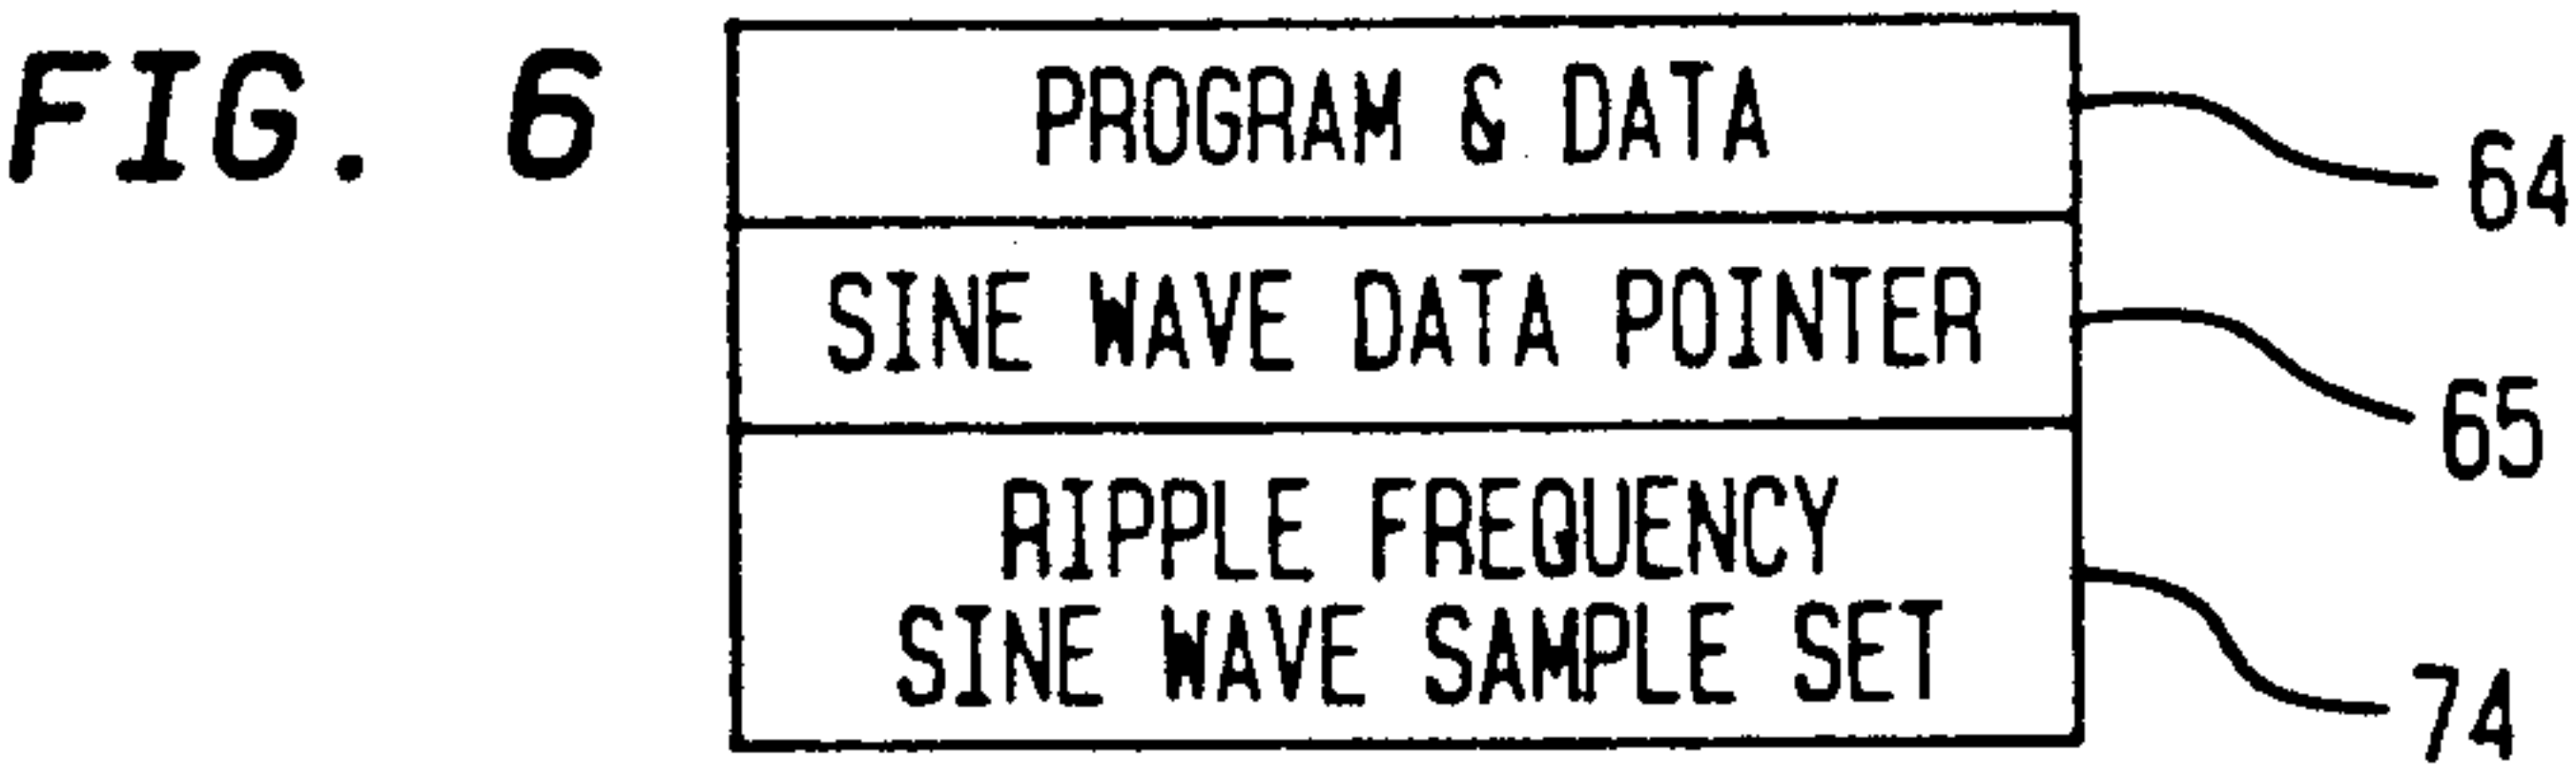 FIG. 6
PROGRAM & DATA
64
SINE WAVE DATA POINTER
65
RIPPLE FREQUENCY
SINE WAVE SAMPLE SET
74